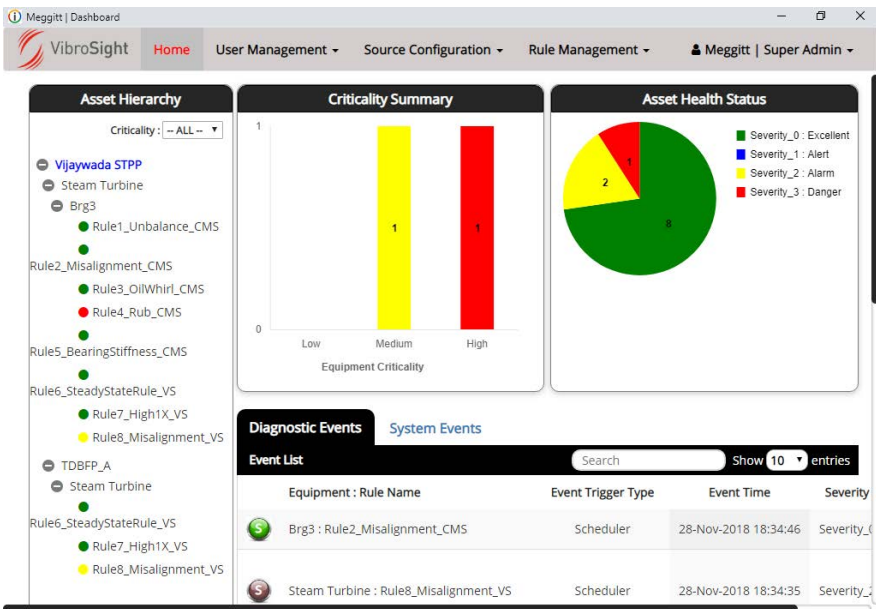 Meggitt | Dashboard
VibroSight Home User Management Source Configuration Rule Management Meggitt | Super Admin
Asset Hierarchy
Criticality : -- ALL --
Vijaywada STPP
Steam Turbine
Brg3
Rule1_Unbalance_CMS
Rule2_Misalignment_CMS
Rule3_OilWhirl_CMS
Rule4_Rub_CMS
Rule5_BearingStiffness_CMS
Rule6_SteadyStateRule_VS
Rule7_High1X_VS
Rule8_Misalignment_VS
TDBFP_A
Steam Turbine
Rule6_SteadyStateRule_VS
Rule7_High1X_VS
Rule8_Misalignment_VS
Criticality Summary
1
1 1
0
Low Medium High
Equipment Criticality
Asset Health Status
Severity_0 : Excellent
Severity_1 : Alert
Severity_2 : Alarm
Severity_3 : Danger
1
2
8
Diagnostic Events System Events
Event List Search Show 10 entries
Equipment : Rule Name Event Trigger Type Event Time Severity
S Brg3 : Rule2_Misalignment_CMS Scheduler 28-Nov-2018 18:34:46 Severity_0
S Steam Turbine : Rule8_Misalignment_VS Scheduler 28-Nov-2018 18:34:35 Severity_2